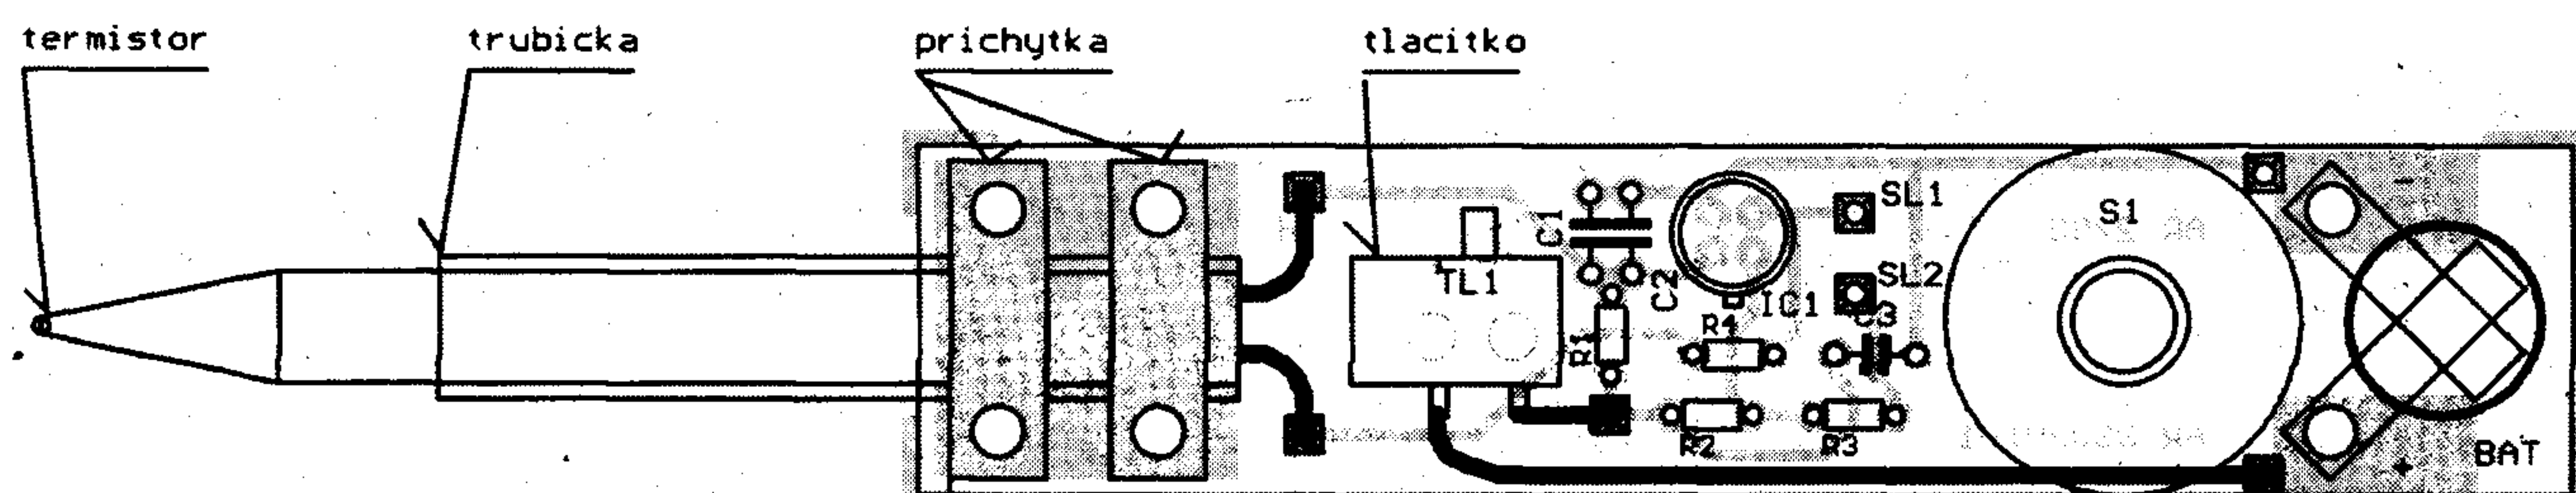 termistor
trubicka
prichytka
tlacitko
C1
SL1
S1
-
TL1
C2
IC1
SL2
C3
R1
R4
R2
R3
+
BAT